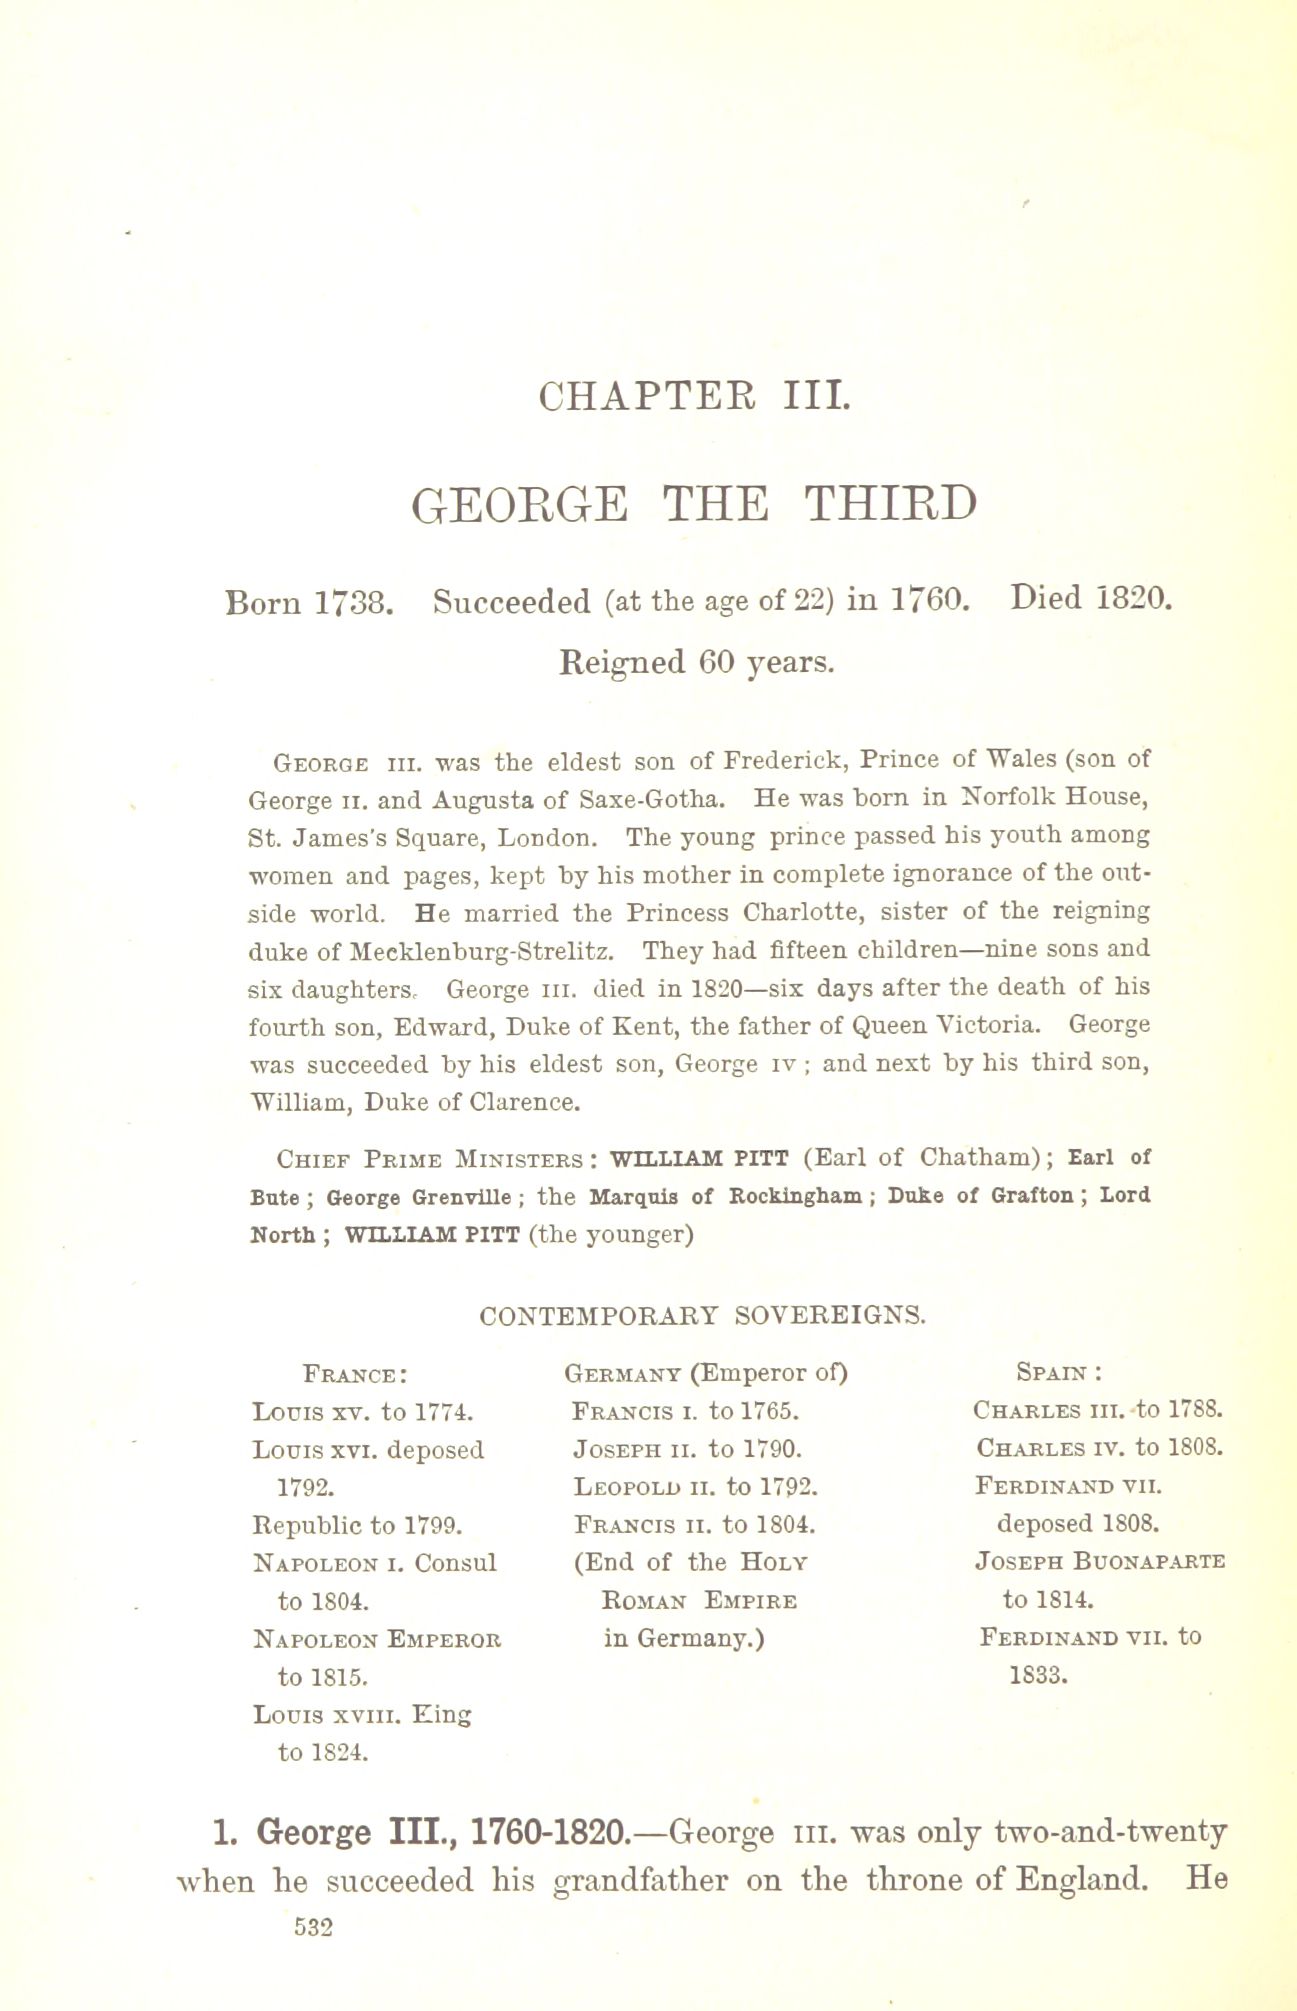 CHAPTER III.
GEORGE THE THIRD
Born 1738. Succeeded (at the age of 22) in 1760. Died 1820.
Reigned 60 years.
GEORGE III. was the eldest son of Frederick, Prince of Wales (son of
George II. and Augusta of Saxe-Gotha. He was born in Norfolk House,
St. James's Square, London. The young prince passed his youth among
women and pages, kept by his mother in complete ignorance of the out-
side world. He married the Princess Charlotte, sister of the reigning
duke of Mecklenburg-Strelitz. They had fifteen children—nine sons and
six daughters. George III. died in 1820—six days after the death of his
fourth son, Edward, Duke of Kent, the father of Queen Victoria. George
was succeeded by his eldest son, George IV; and next by his third son,
William, Duke of Clarence.
CHIEF PRIME MINISTERS: WILLIAM PITT (Earl of Chatham); Earl of
Bute; George Grenville; the Marquis of Rockingham; Duke of Grafton; Lord
North; WILLIAM PITT (the younger)
CONTEMPORARY SOVEREIGNS.
FRANCE:
LOUIS XV. to 1774.
LOUIS XVI. deposed
1792.
Republic to 1799.
NAPOLEON I. Consul
to 1804.
NAPOLEON EMPEROR
to 1815.
LOUIS XVIII. King
to 1824.
GERMANY (Emperor of)
FRANCIS I. to 1765.
JOSEPH II. to 1790.
LEOPOLD II. to 1792.
FRANCIS II. to 1804.
(End of the HOLY
ROMAN EMPIRE
in Germany.)
SPAIN:
CHARLES III. to 1788.
CHARLES IV. to 1808.
FERDINAND VII.
deposed 1808.
JOSEPH BUONAPARTE
to 1814.
FERDINAND VII. to
1833.
1. George III., 1760-1820.—George III. was only two-and-twenty
when he succeeded his grandfather on the throne of England. He
532